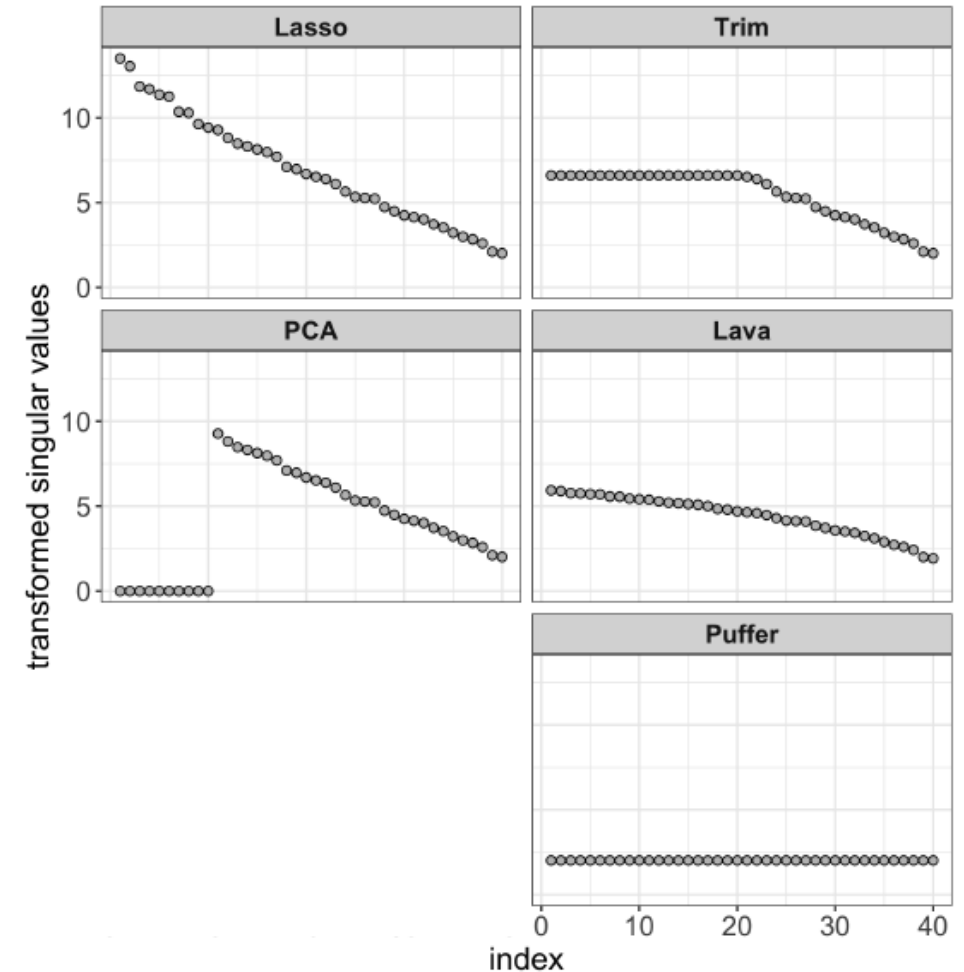 Lasso
Trim
10
5
0
PCA
Lava
10
5
0
transformed singular values
Puffer
0 10 20 30 40
index